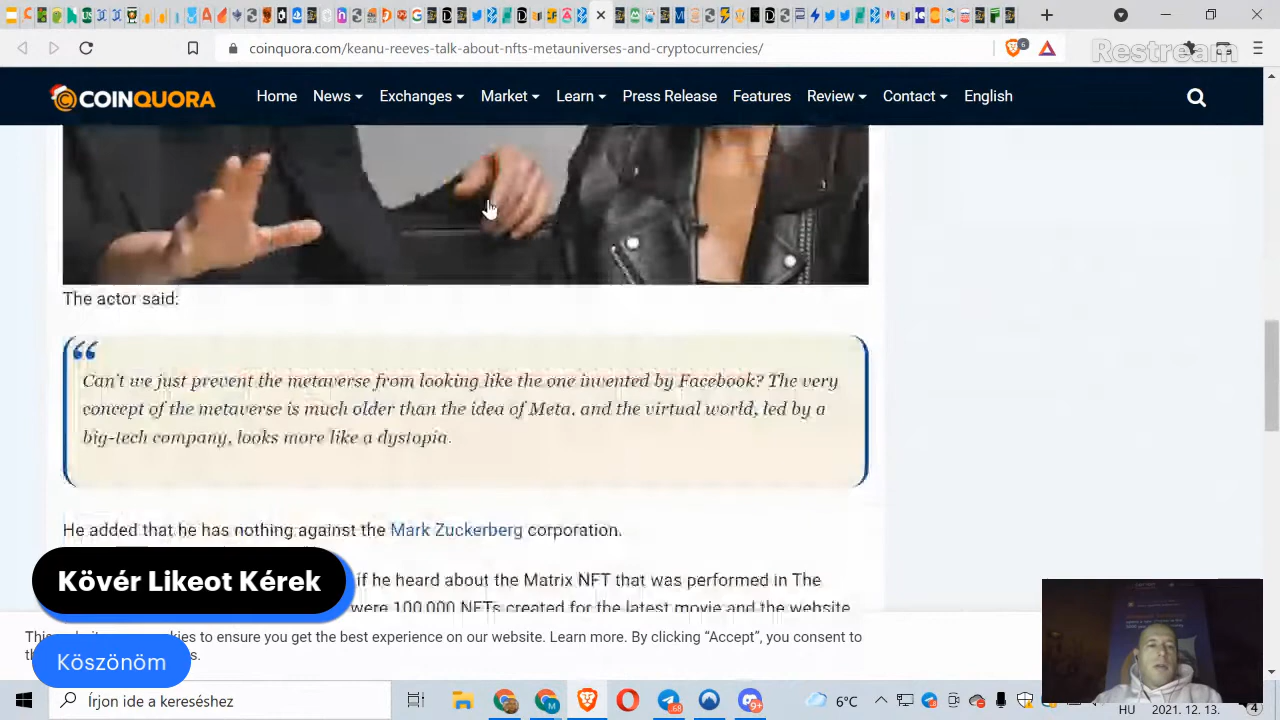 coinquora.com/keanu-reeves-talk-about-nfts-metauniverses-and-cryptocurrencies/
6
Restream
COINQUORA
Home News Exchanges Market Learn Press Release Features Review Contact English
The actor said:
Can't we just prevent the metaverse from looking like the one invented by Facebook? The very
concept of the metaverse is much older than the idea of Meta, and the virtual world, led by a
big-tech company, looks more like a dystopia.
He added that he has nothing against the Mark Zuckerberg corporation.
if he heard about the Matrix NFT that was performed in The
were 100,000 NFTs created for the latest movie and the website
Kövér Likeot Kérek
This website uses cookies to ensure you get the best experience on our website. Learn more. By clicking “Accept”, you consent to
Köszönöm
Írjon ide a kereséshez
68
9+
6°C
HU
2021. 12. 13.
4